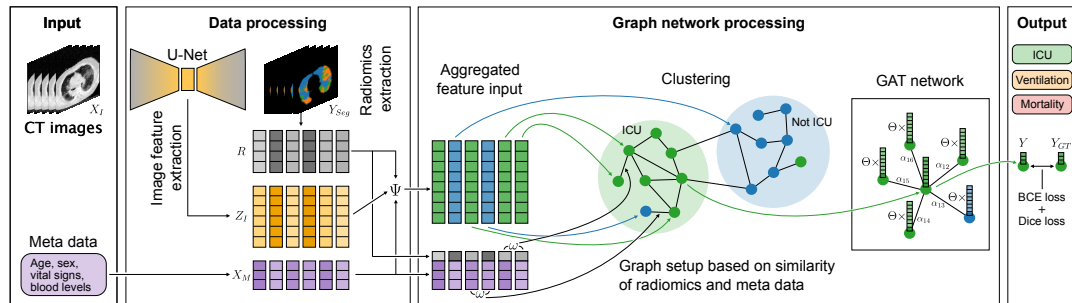 Input
Data processing
Graph network processing
Output
U-Net
X_I
CT images
Image feature
extraction
Y_Seg
Radiomics
extraction
R
Z_I
X_M
Ψ
Meta data
Age, sex,
vital signs,
blood levels
Aggregated
feature input
ω
ω
Clustering
ICU
Not ICU
Graph setup based on similarity
of radiomics and meta data
GAT network
Θ×
Θ×
Θ×
Θ×
Θ×
α_16
α_12
α_15
α_13
α_14
ICU
Ventilation
Mortality
Y
Y_GT
BCE loss
+
Dice loss